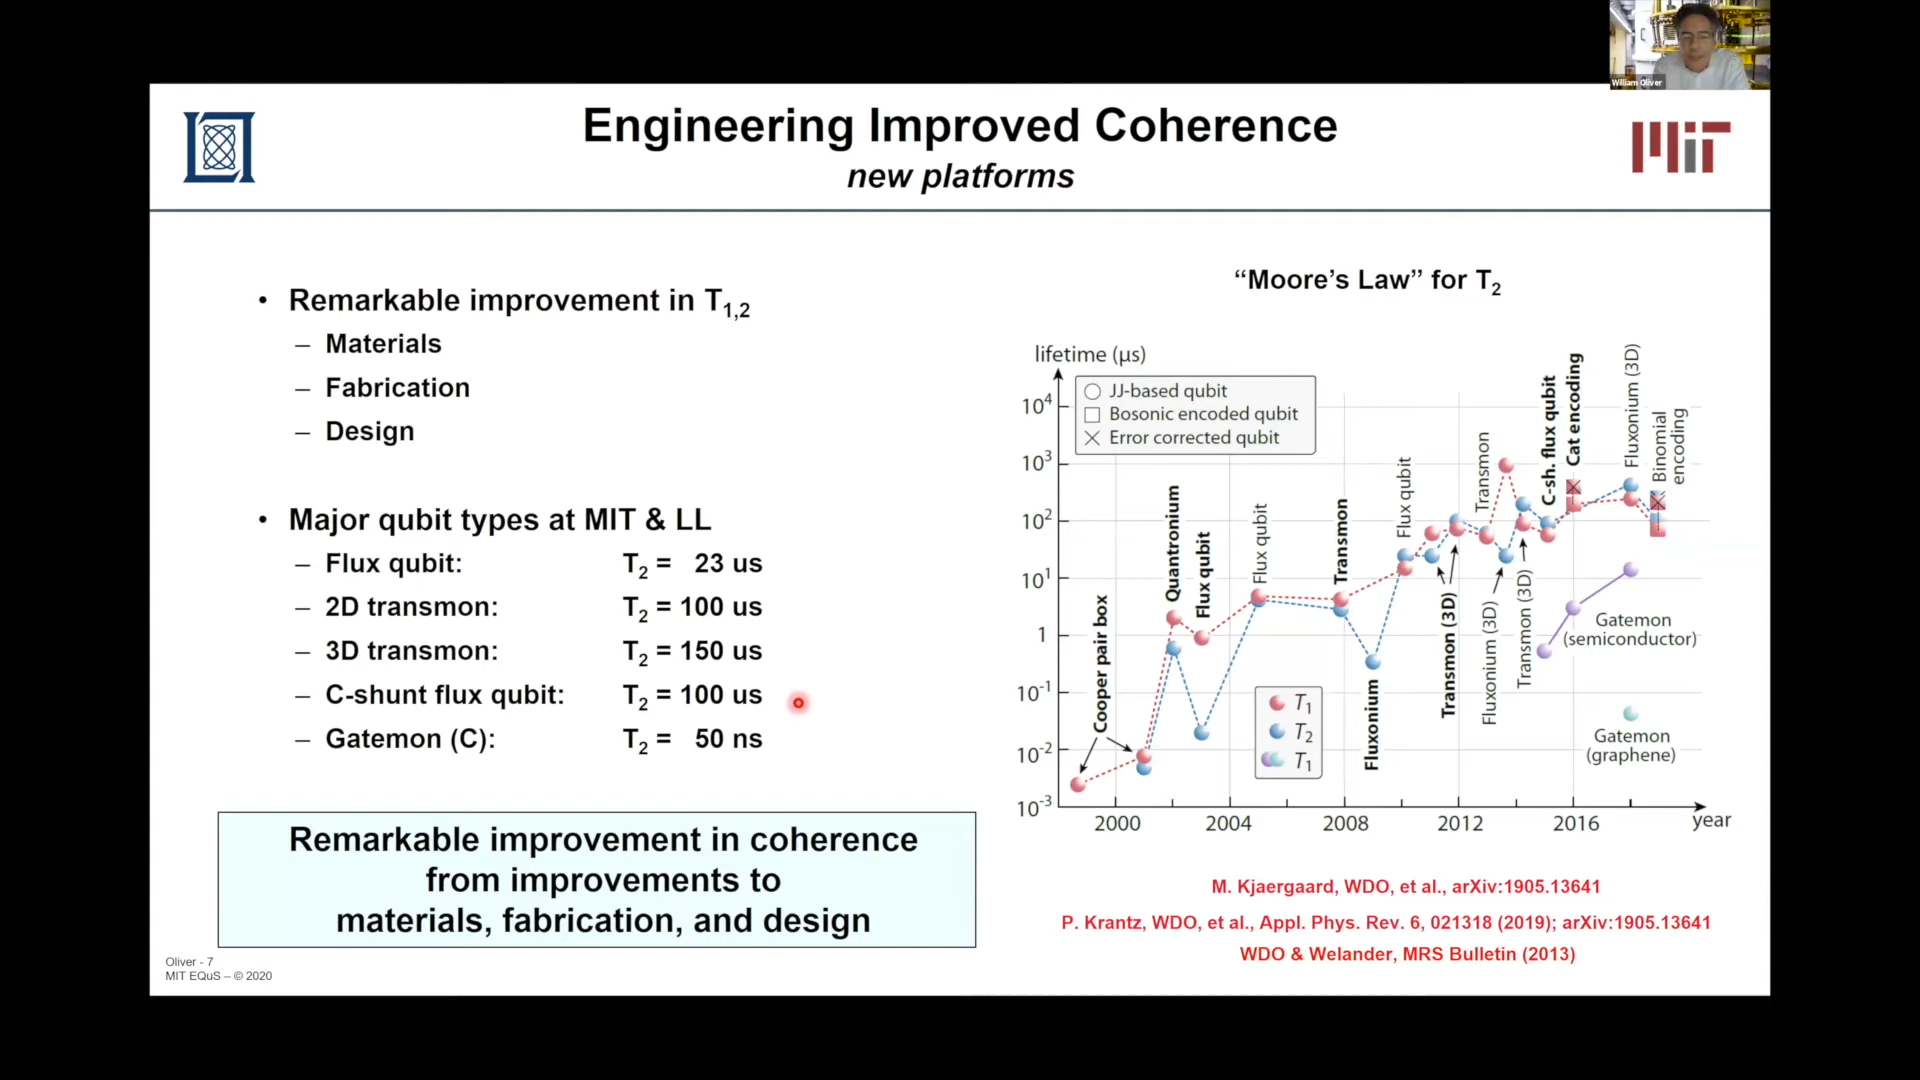 William Oliver
Engineering Improved Coherence
new platforms
MIT
• Remarkable improvement in T1,2
– Materials
– Fabrication
– Design
• Major qubit types at MIT & LL
– Flux qubit: T2 = 23 us
– 2D transmon: T2 = 100 us
– 3D transmon: T2 = 150 us
– C-shunt flux qubit: T2 = 100 us
– Gatemon (C): T2 = 50 ns
Remarkable improvement in coherence
from improvements to
materials, fabrication, and design
Oliver - 7
MIT EQuS – © 2020
“Moore’s Law” for T2
lifetime (µs)
JJ-based qubit
Bosonic encoded qubit
Error corrected qubit
10^4
10^3
10^2
10^1
1
10^-1
10^-2
10^-3
Cooper pair box
Quantronium
Flux qubit
Flux qubit
Transmon
Fluxonium
Flux qubit
Transmon (3D)
Transmon
Fluxonium (3D)
Transmon (3D)
C-sh. flux qubit
Cat encoding
Fluxonium (3D)
Binomial
encoding
Gatemon
(semiconductor)
Gatemon
(graphene)
T1
T2
T1
2000 2004 2008 2012 2016 year
M. Kjaergaard, WDO, et al., arXiv:1905.13641
P. Krantz, WDO, et al., Appl. Phys. Rev. 6, 021318 (2019); arXiv:1905.13641
WDO & Welander, MRS Bulletin (2013)